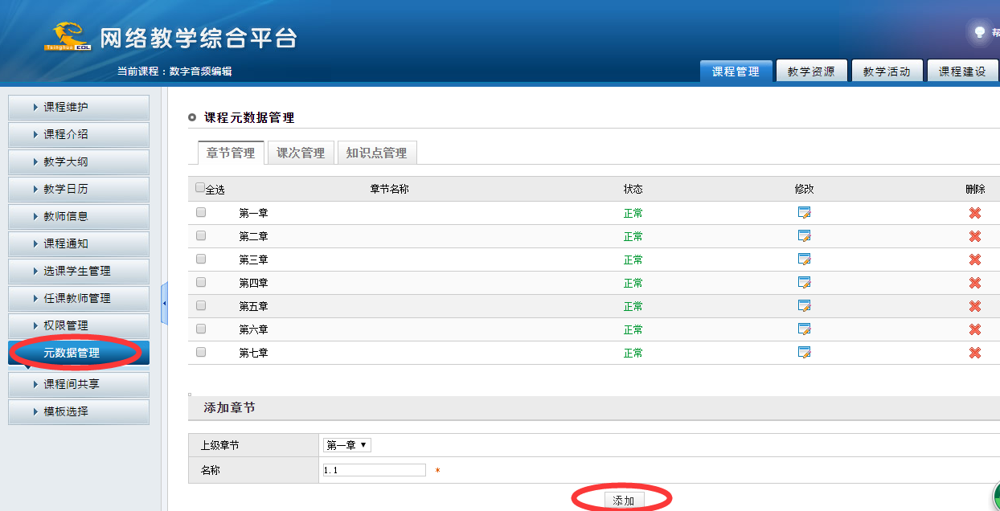 网络教学综合平台
Tsinghua EOL
帮
当前课程：数字音频编辑
课程管理 教学资源 教学活动 课程建设
课程维护
课程介绍
教学大纲
教学日历
教师信息
课程通知
选课学生管理
任课教师管理
权限管理
元数据管理
课程间共享
模板选择
课程元数据管理
章节管理 课次管理 知识点管理
全选 章节名称 状态 修改 删除
第一章 正常
第二章 正常
第三章 正常
第四章 正常
第五章 正常
第六章 正常
第七章 正常
添加章节
上级章节 第一章
名称 1.1 *
添加